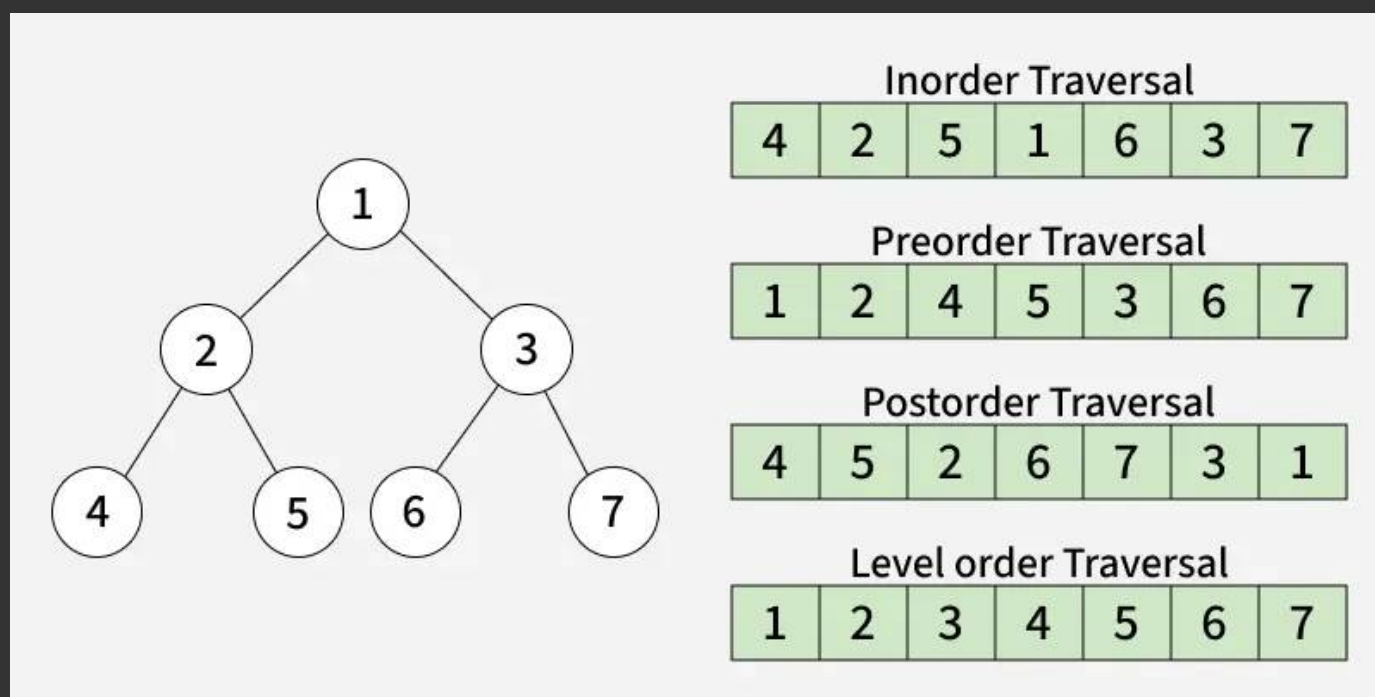 1
2 3
4 5 6 7
Inorder Traversal
4 2 5 1 6 3 7
Preorder Traversal
1 2 4 5 3 6 7
Postorder Traversal
4 5 2 6 7 3 1
Level order Traversal
1 2 3 4 5 6 7